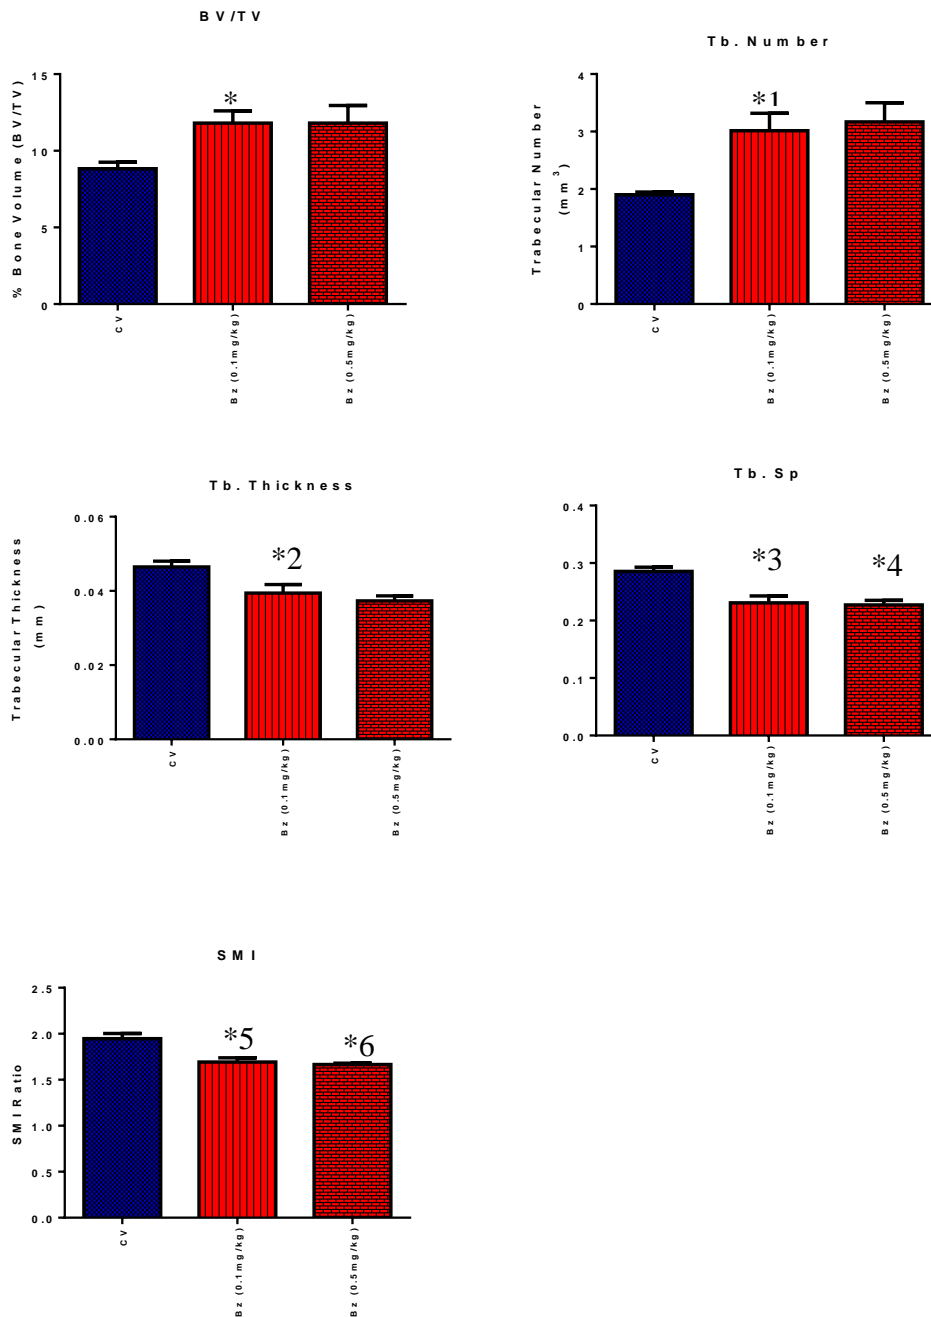 BV/TV
% Bone Volume (BV/TV)
15
10
5
0
*
CV
Bz (0.1mg/kg)
Bz (0.5mg/kg)
Tb. Number
Trabecular Number
(mm³)
4
3
2
1
0
*1
CV
Bz (0.1mg/kg)
Bz (0.5mg/kg)
Tb. Thickness
Trabecular Thickness
(mm)
0.06
0.04
0.02
0.00
*2
CV
Bz (0.1mg/kg)
Bz (0.5mg/kg)
Tb. Sp
0.4
0.3
0.2
0.1
0.0
*3
*4
CV
Bz (0.1mg/kg)
Bz (0.5mg/kg)
SMI
SMI Ratio
2.5
2.0
1.5
1.0
0.5
0.0
*5
*6
CV
Bz (0.1mg/kg)
Bz (0.5mg/kg)